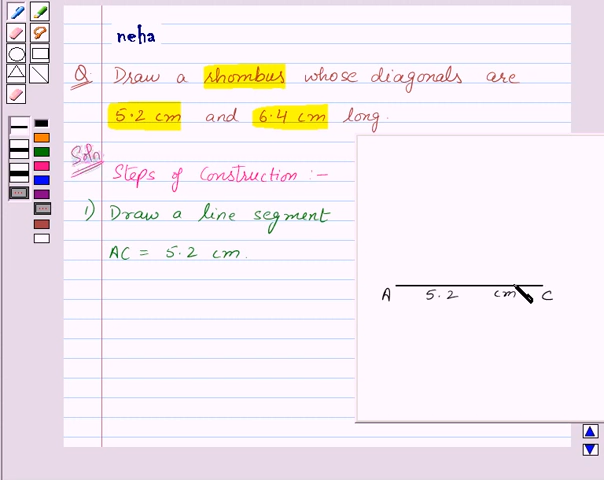 neha
Q. Draw a rhombus whose diagonals are
5.2 cm and 6.4 cm long.
Soln. Steps of Construction :-
1) Draw a line segment
AC = 5.2 cm.
A 5.2 cm C